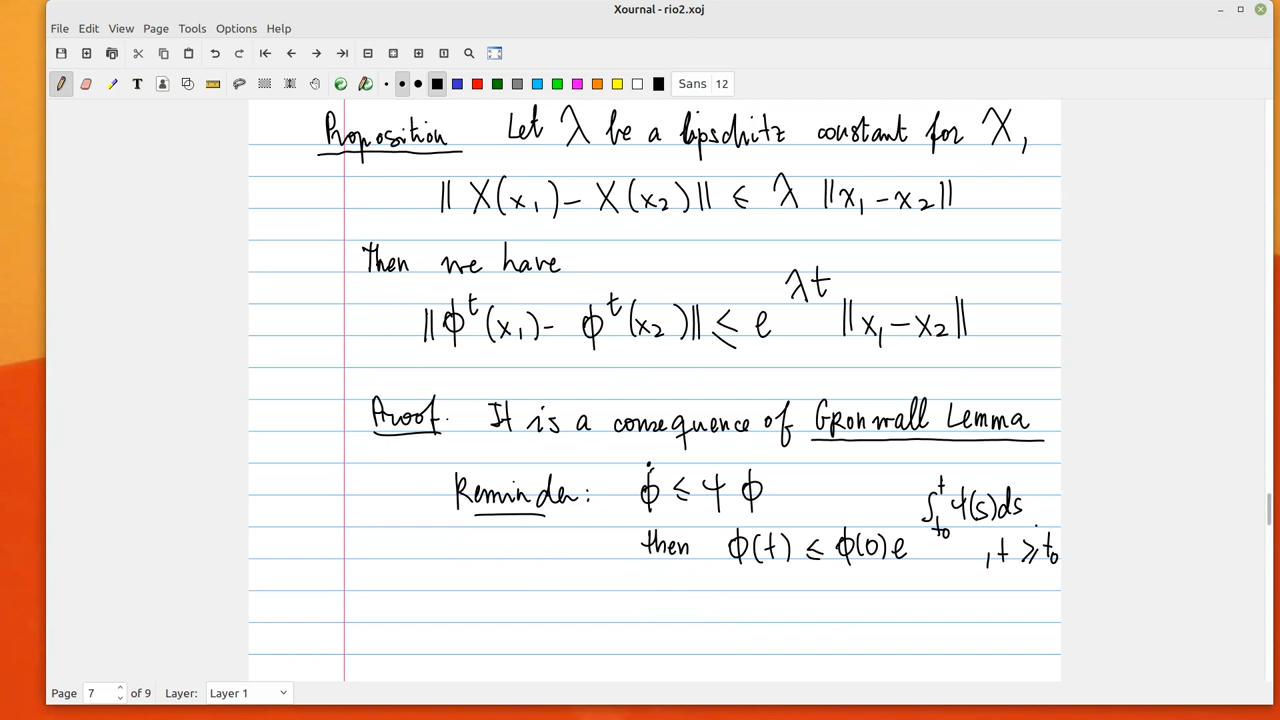 Xournal - rio2.xoj
File Edit View Page Tools Options Help
Sans 12
Proposition Let λ be a lipschitz constant for X,
|| X(x₁) - X(x₂) || ≤ λ ||x₁ - x₂||
Then we have
|| ϕᵗ(x₁) - ϕᵗ(x₂) || ≤ e^{λt} ||x₁ - x₂||
Proof. It is a consequence of Gronwall Lemma
Reminder: ϕ̇ ≤ ψ ϕ
then ϕ(t) ≤ ϕ(0) e^{∫_{t₀}^{t} ψ(s)ds}, t ≥ t₀
Page 7 of 9 Layer: Layer 1